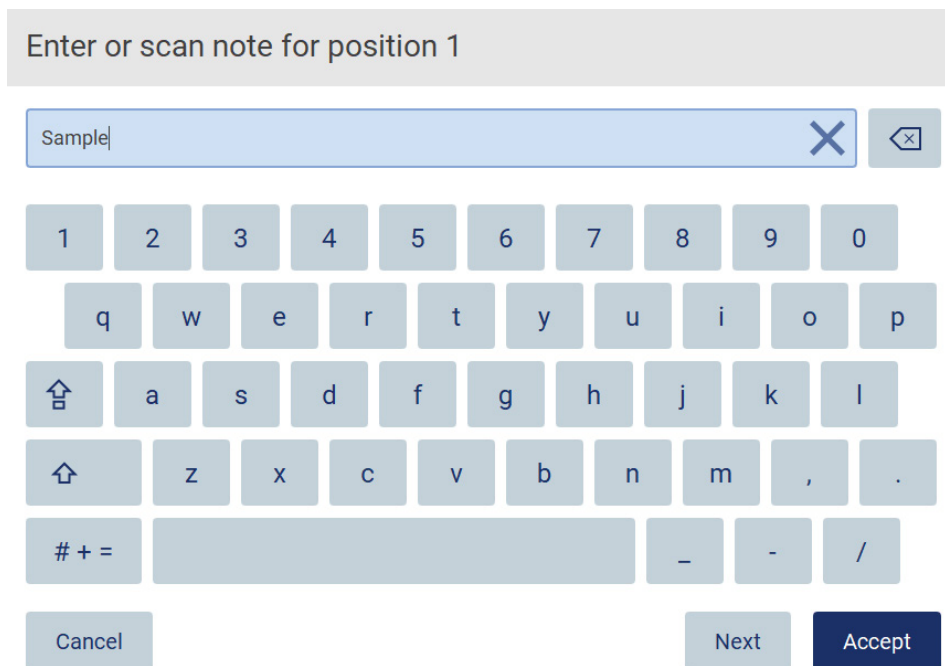 Enter or scan note for position 1
Sample
1 2 3 4 5 6 7 8 9 0
q w e r t y u i o p
a s d f g h j k l
z x c v b n m , .
# + = _ - /
Cancel Next Accept